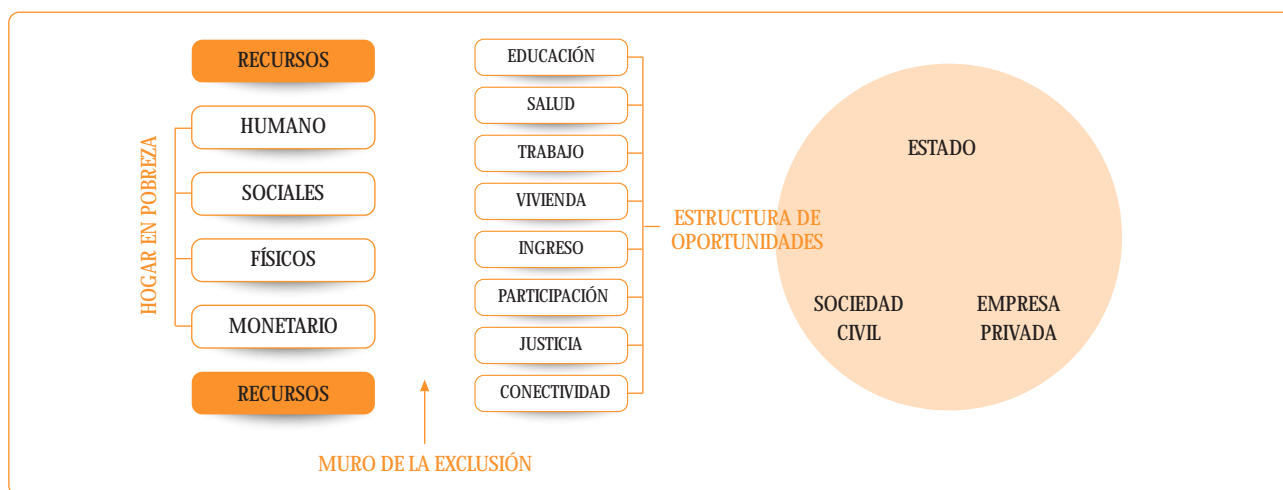 RECURSOS
HOGAR EN POBREZA
HUMANO
SOCIALES
FÍSICOS
MONETARIO
RECURSOS
MURO DE LA EXCLUSIÓN
EDUCACIÓN
SALUD
TRABAJO
VIVIENDA
INGRESO
PARTICIPACIÓN
JUSTICIA
CONECTIVIDAD
ESTRUCTURA DE
OPORTUNIDADES
ESTADO
SOCIEDAD
CIVIL
EMPRESA
PRIVADA